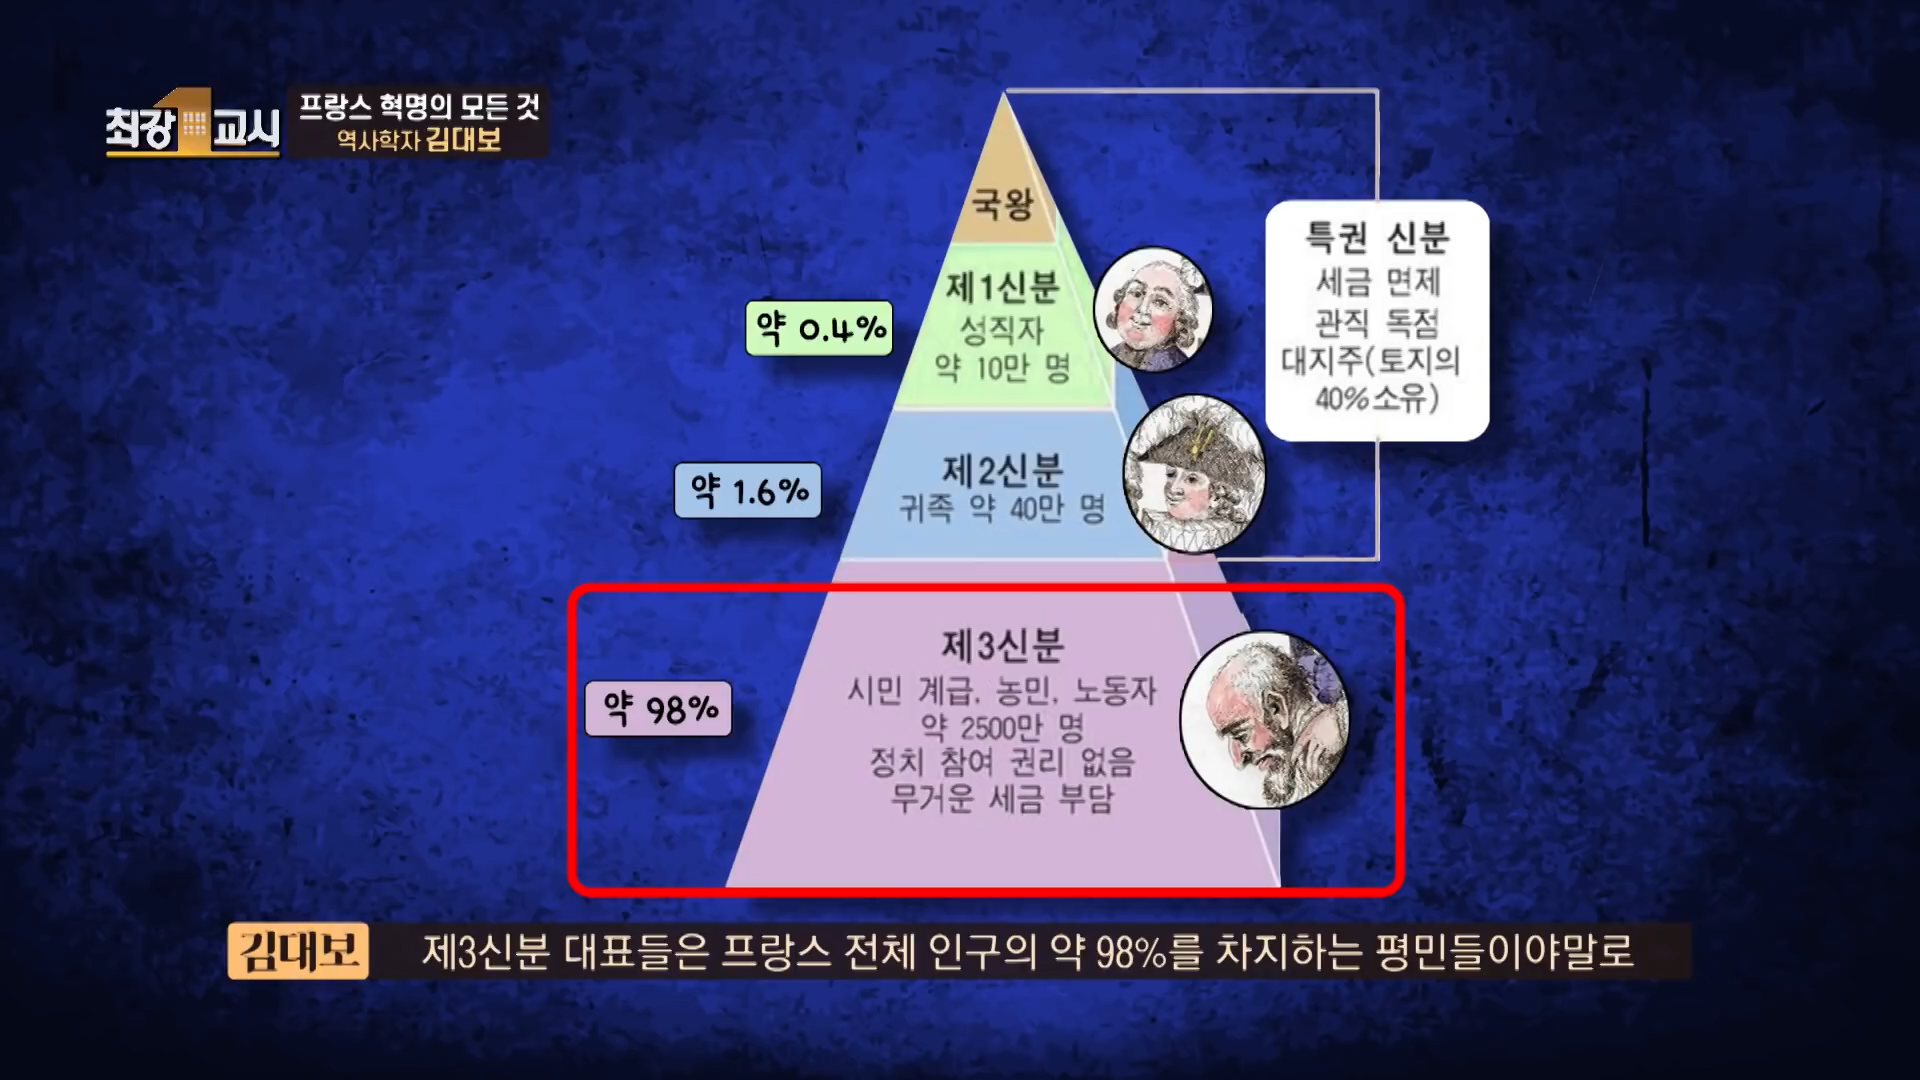 최강1교시
프랑스 혁명의 모든 것
역사학자 김대보
국왕
제1신분
성직자
약 10만 명
약 0.4%
특권 신분
세금 면제
관직 독점
대지주(토지의
40%소유)
제2신분
귀족 약 40만 명
약 1.6%
제3신분
시민 계급, 농민, 노동자
약 2500만 명
정치 참여 권리 없음
무거운 세금 부담
약 98%
김대보 제3신분 대표들은 프랑스 전체 인구의 약 98%를 차지하는 평민들이야말로